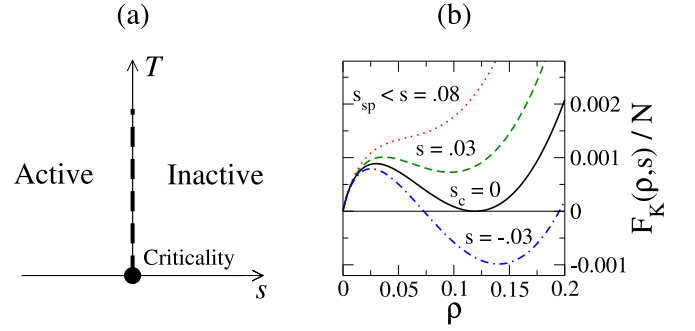 (a)
T
Active
Inactive
Criticality
s
(b)
s_sp < s = .08
s = .03
s_c = 0
s = -.03
0.002
0.001
0
-0.001
F_K(ρ,s) / N
0 0.05 0.1 0.15 0.2
ρ